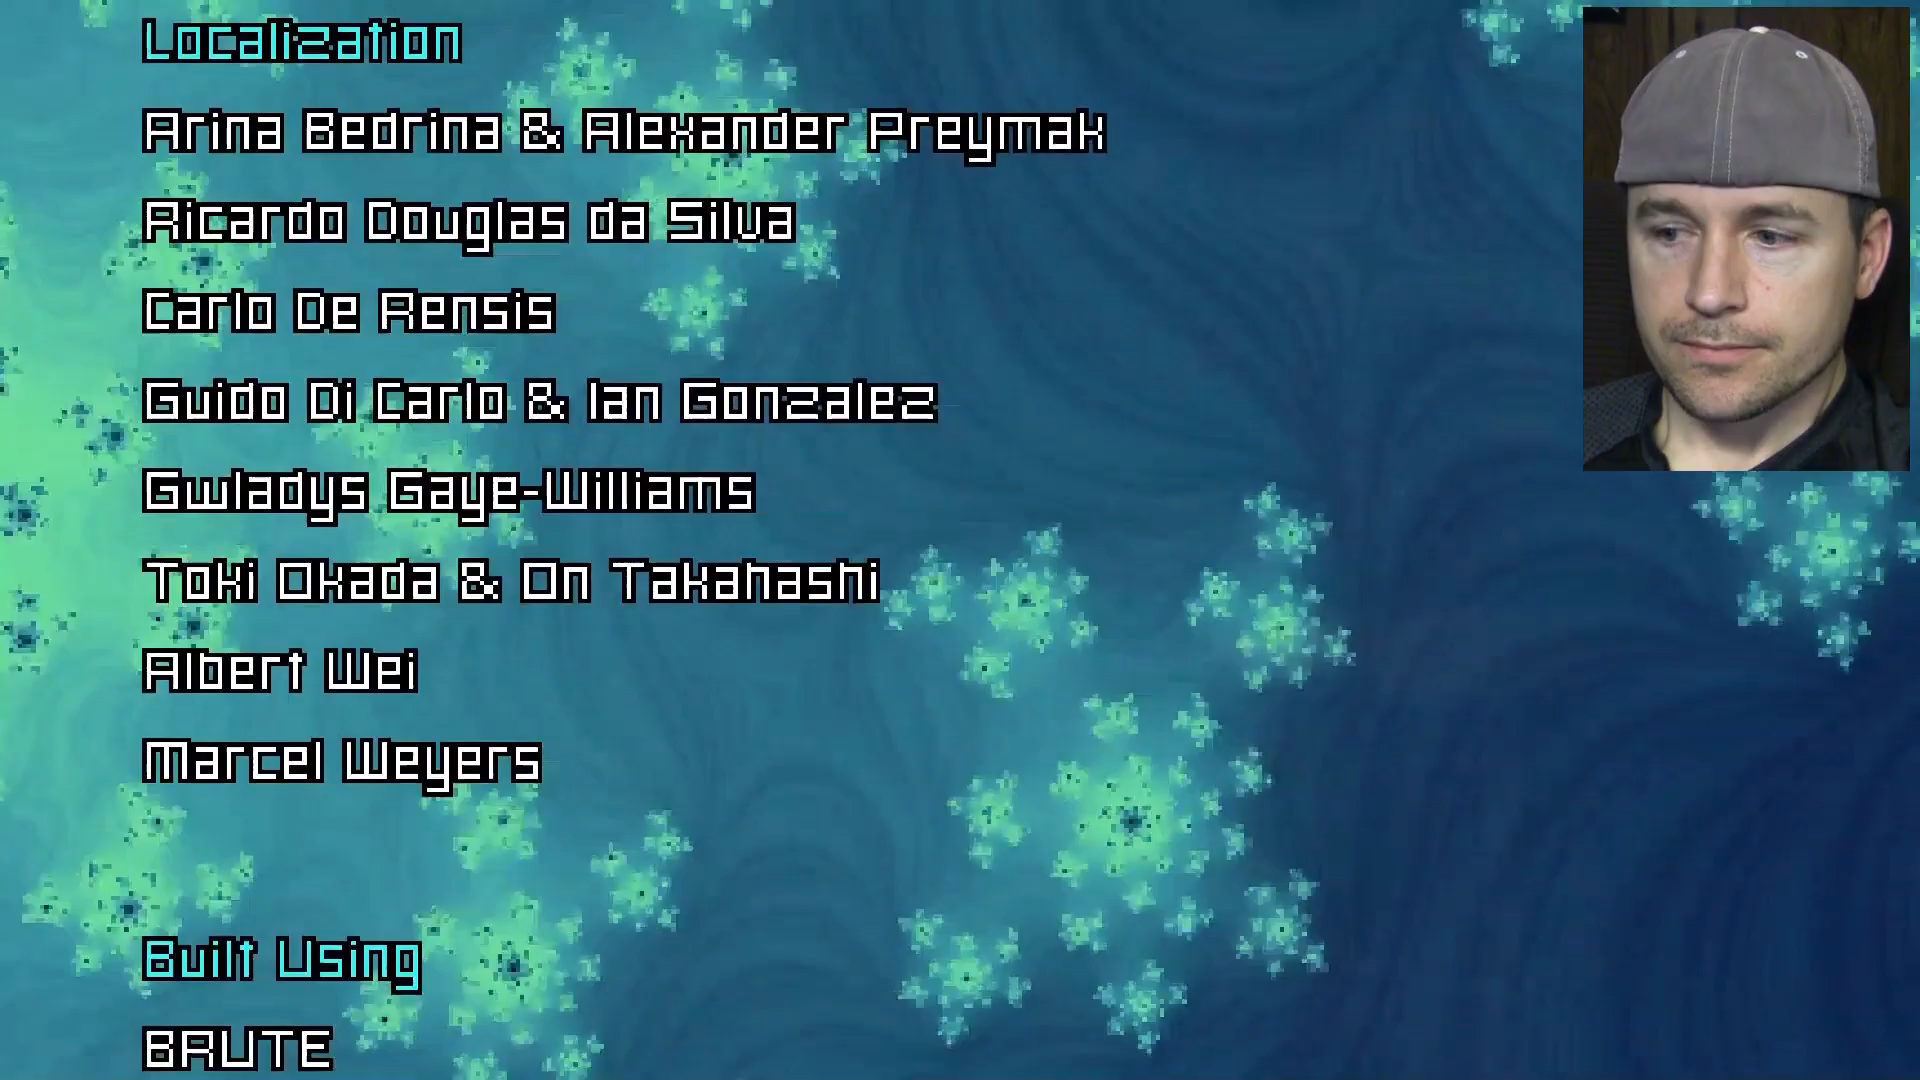 Localization
Arina Bedrina & Alexander Preymak
Ricardo Douglas da Silva
Carlo De Rensis
Guido Di Carlo & Ian Gonzalez
Gwladys Gaye-Williams
Toki Okada & On Takahashi
Albert Wei
Marcel Weyers
Built Using
BRUTE